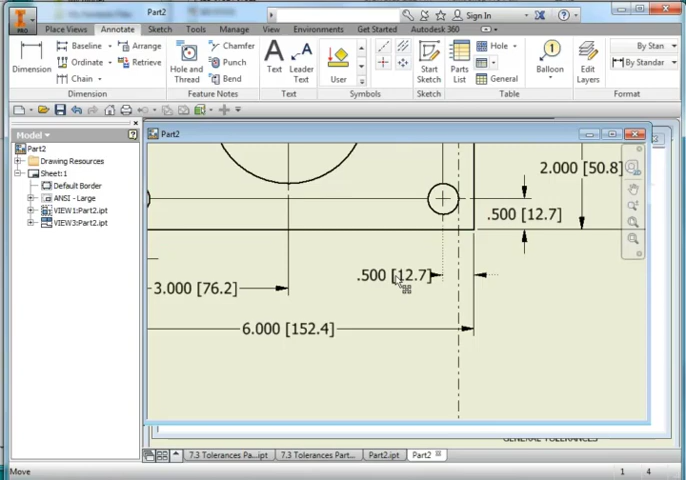 Part2
Sign In
PRO
Place Views Annotate Sketch Tools Manage View Environments Get Started Autodesk 360
Baseline Arrange Chamfer Hole By Stan
Ordinate Retrieve Punch By Standar
Chain Bend General
Dimension Hole and Thread Text Leader Text User Start Sketch Parts List Balloon Edit Layers
Dimension Feature Notes Text Symbols Sketch Table Format
Model
Part2
Drawing Resources
Sheet:1
Default Border
ANSI - Large
VIEW1:Part2.ipt
VIEW3:Part2.ipt
Part2
2.000 [50.8]
.500 [12.7]
.500 [12.7]
3.000 [76.2]
6.000 [152.4]
GENERAL TOLERANCES
7.3 Tolerances Pa...ipt 7.3 Tolerances Part... Part2.ipt Part2
Move 1 4